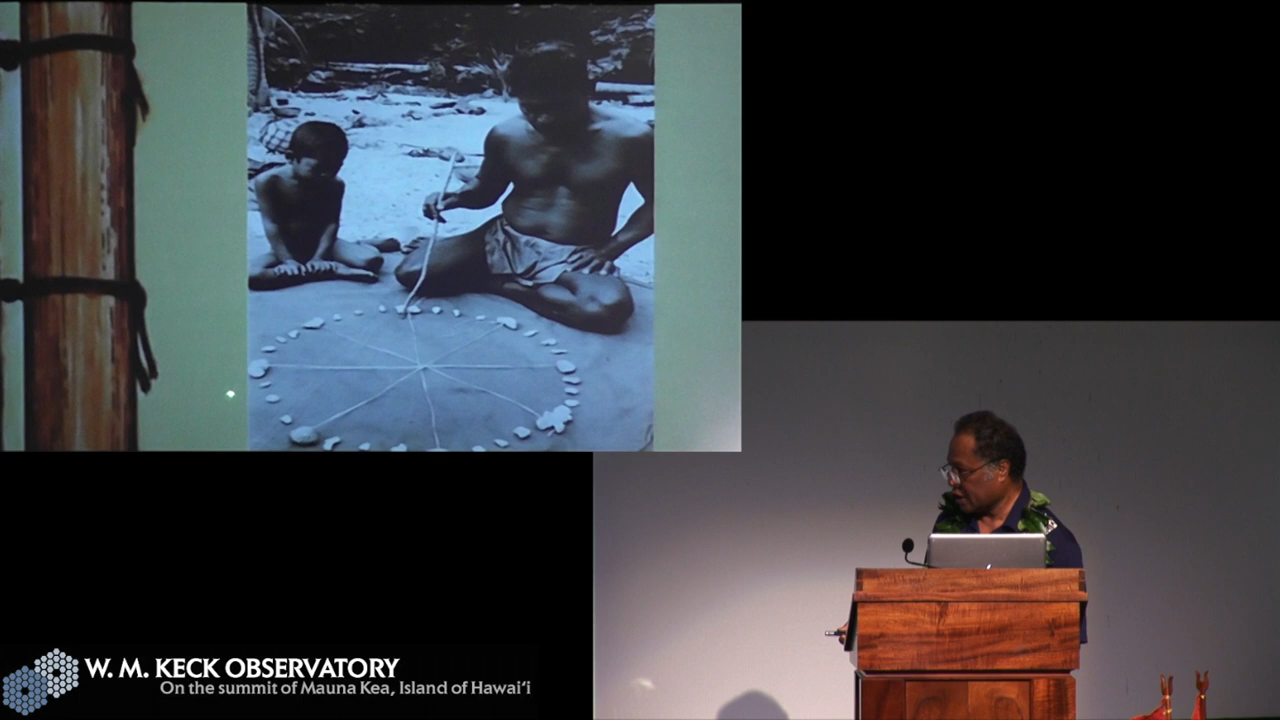 W. M. KECK OBSERVATORY
On the summit of Mauna Kea, Island of Hawaiʻi